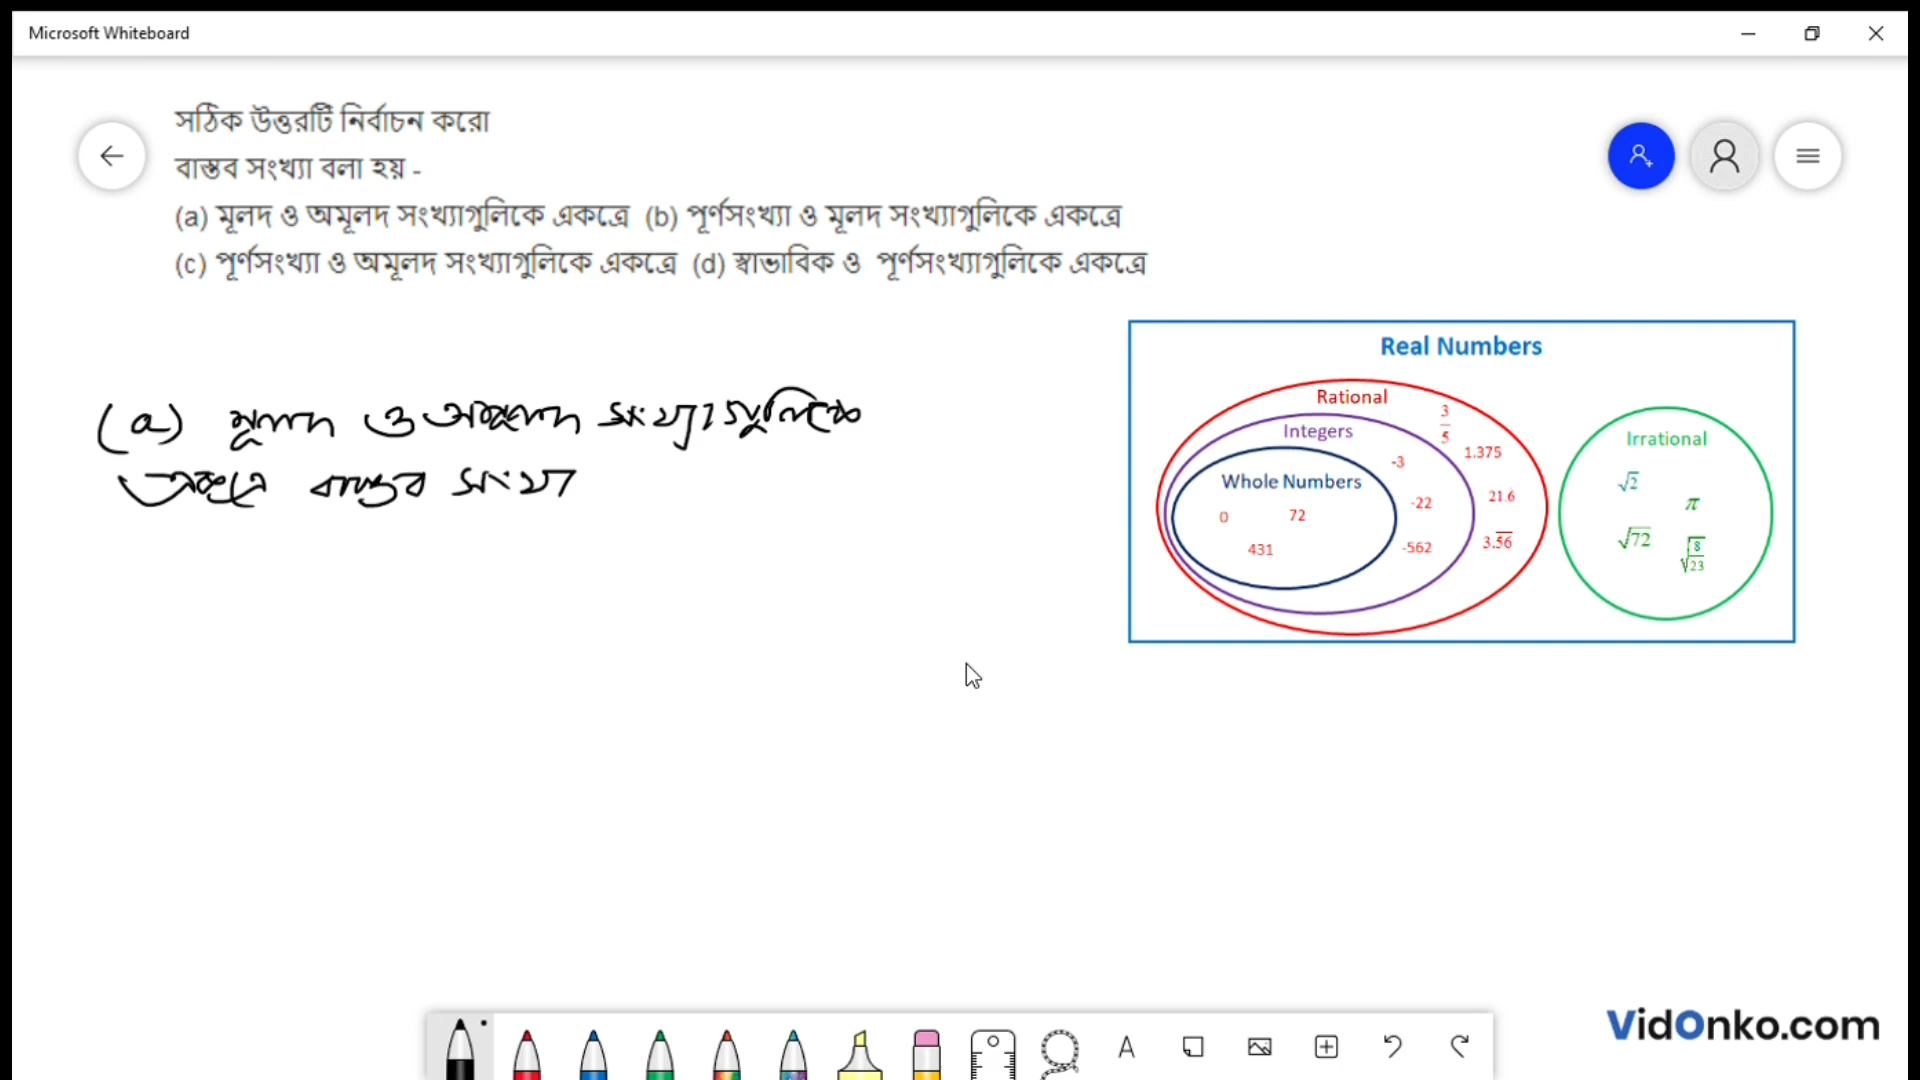 Microsoft Whiteboard
সঠিক উত্তরটি নির্বাচন করো
বাস্তব সংখ্যা বলা হয় -
(a) মূলদ ও অমূলদ সংখ্যাগুলিকে একত্রে (b) পূর্ণসংখ্যা ও মূলদ সংখ্যাগুলিকে একত্রে
(c) পূর্ণসংখ্যা ও অমূলদ সংখ্যাগুলিকে একত্রে (d) স্বাভাবিক ও পূর্ণসংখ্যাগুলিকে একত্রে
(a) মূলদ ও অমূলদ সংখ্যাগুলিকে
একত্রে বাস্তব সংখ্যা
Real Numbers
Rational
3/5
Integers
1.375
-3
Whole Numbers
-22
21.6
0
72
431
-562
3.5̅6̅
Irrational
√2
π
√72
√8/23
A
VidOnko.com